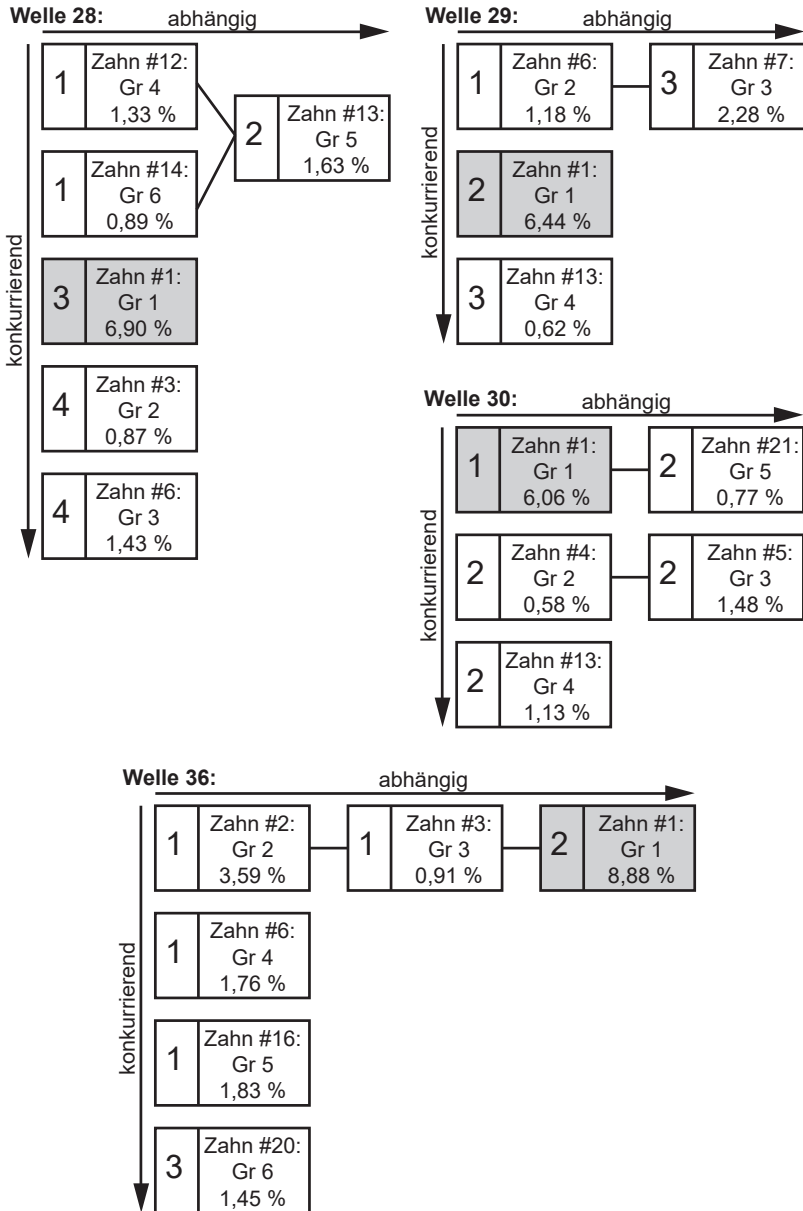 Welle 28:
abhängig
konkurrierend
1
Zahn #12:
Gr 4
1,33 %
2
Zahn #13:
Gr 5
1,63 %
1
Zahn #14:
Gr 6
0,89 %
3
Zahn #1:
Gr 1
6,90 %
4
Zahn #3:
Gr 2
0,87 %
4
Zahn #6:
Gr 3
1,43 %
Welle 29:
abhängig
konkurrierend
1
Zahn #6:
Gr 2
1,18 %
3
Zahn #7:
Gr 3
2,28 %
2
Zahn #1:
Gr 1
6,44 %
3
Zahn #13:
Gr 4
0,62 %
Welle 30:
abhängig
konkurrierend
1
Zahn #1:
Gr 1
6,06 %
2
Zahn #21:
Gr 5
0,77 %
2
Zahn #4:
Gr 2
0,58 %
2
Zahn #5:
Gr 3
1,48 %
2
Zahn #13:
Gr 4
1,13 %
Welle 36:
abhängig
konkurrierend
1
Zahn #2:
Gr 2
3,59 %
1
Zahn #3:
Gr 3
0,91 %
2
Zahn #1:
Gr 1
8,88 %
1
Zahn #6:
Gr 4
1,76 %
1
Zahn #16:
Gr 5
1,83 %
3
Zahn #20:
Gr 6
1,45 %